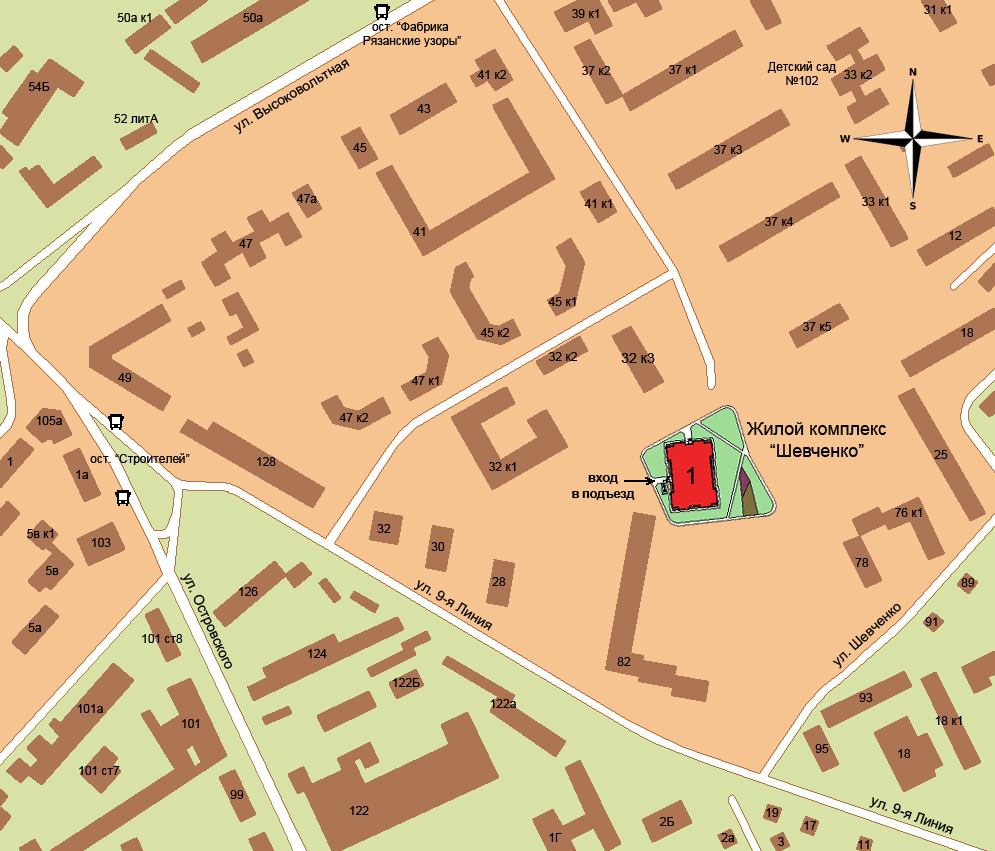 50а к1
50а
ост. “Фабрика
Рязанские узоры”
39 к1
31 к1
54Б
41 к2
37 к2
37 к1
Детский сад
№102
33 к2
N
ул. Высоковольтная
43
52 литА
W
E
45
37 к3
S
47а
41 к1
33 к1
41
37 к4
12
47
45 к1
45 к2
37 к5
18
32 к2
32 к3
49
47 к1
105а
47 к2
Жилой комплекс
“Шевченко”
1
ост. “Строителей”
128
1а
32 к1
25
вход
в подъезд
1
76 к1
5в к1
103
32
30
78
5в
28
89
126
ул. Островского
ул. 9-я Линия
91
5а
101 ст8
ул. Шевченко
124
82
122Б
101а
101
122а
93
18 к1
95
18
101 ст7
99
122
1Г
2Б
2а
19
3
17
11
ул. 9-я Линия